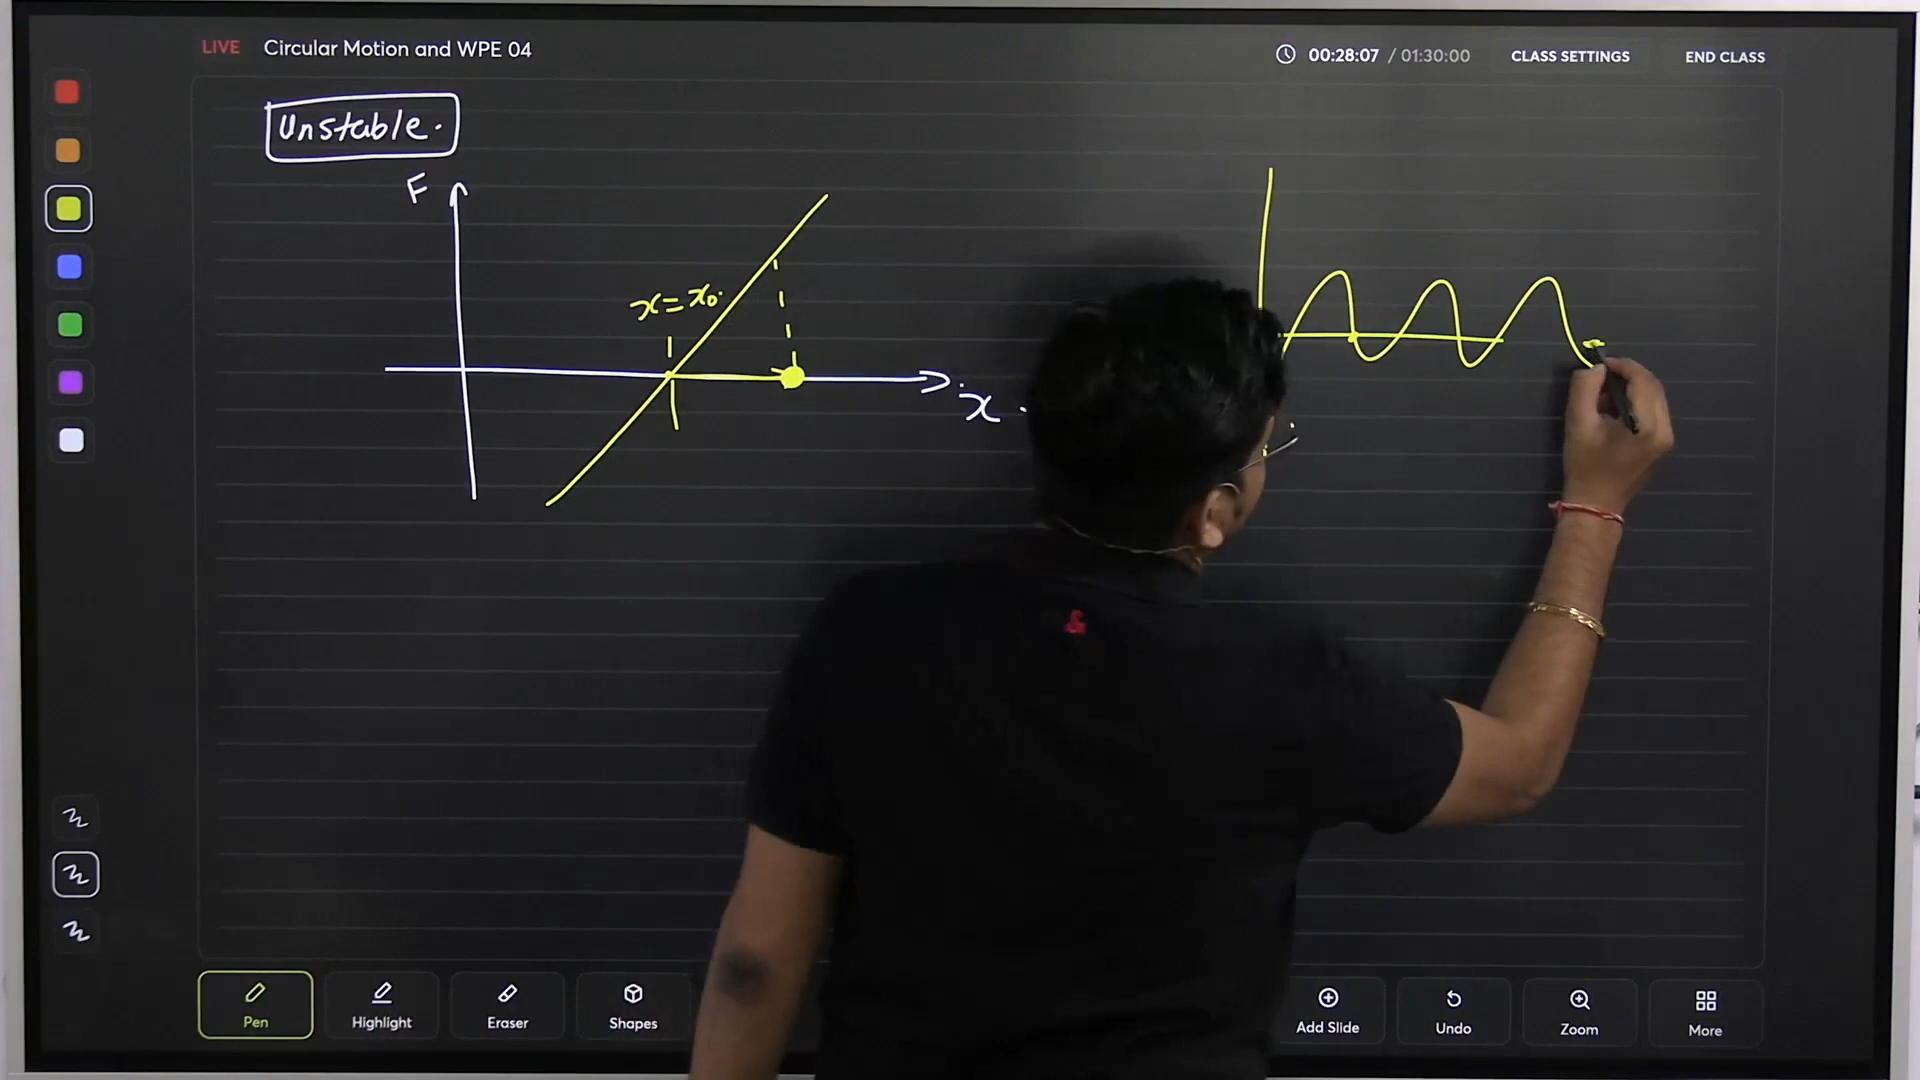 LIVE Circular Motion and WPE 04
00:28:07 / 01:30:00 CLASS SETTINGS END CLASS
Unstable.
F
x = x₀.
x.
Pen Highlight Eraser Shapes Add Slide Undo Zoom More